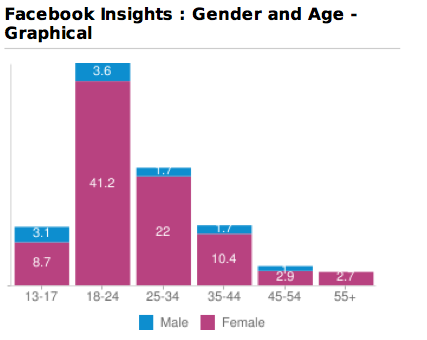 Facebook Insights : Gender and Age -
Graphical
3.6
41.2
1.7
22
3.1
8.7
1.7
10.4
1
2.9
2.7
13-17 18-24 25-34 35-44 45-54 55+
Male Female